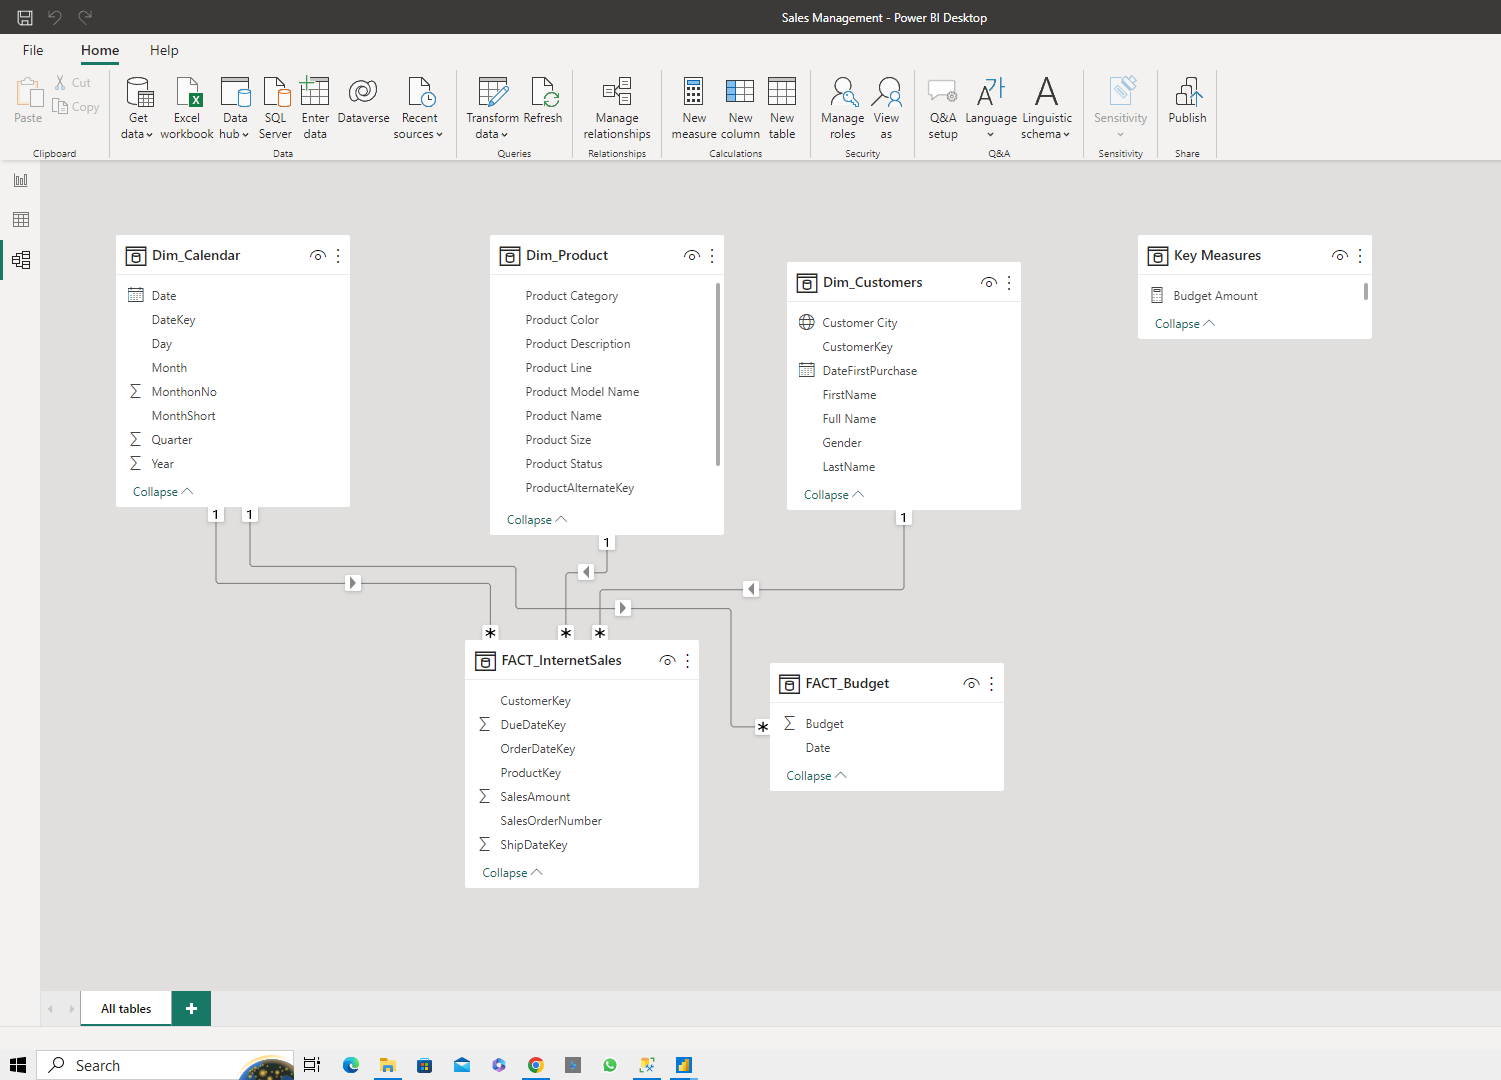 Sales Management - Power BI Desktop
File Home Help
Paste
Cut
Copy
Clipboard
Get data
Excel workbook
Data hub
SQL Server
Enter data
Dataverse
Recent sources
Data
Transform data
Refresh
Queries
Manage relationships
Relationships
New measure
New column
New table
Calculations
Manage roles
View as
Security
Q&A setup
Language
Linguistic schema
Q&A
Sensitivity
Sensitivity
Publish
Share
Dim_Calendar
Date
DateKey
Day
Month
MonthonNo
MonthShort
Quarter
Year
Collapse
Dim_Product
Product Category
Product Color
Product Description
Product Line
Product Model Name
Product Name
Product Size
Product Status
ProductAlternateKey
Collapse
Dim_Customers
Customer City
CustomerKey
DateFirstPurchase
FirstName
Full Name
Gender
LastName
Collapse
Key Measures
Budget Amount
Collapse
1
1
1
1
*
*
*
*
FACT_InternetSales
CustomerKey
DueDateKey
OrderDateKey
ProductKey
SalesAmount
SalesOrderNumber
ShipDateKey
Collapse
FACT_Budget
Budget
Date
Collapse
All tables
+
Search